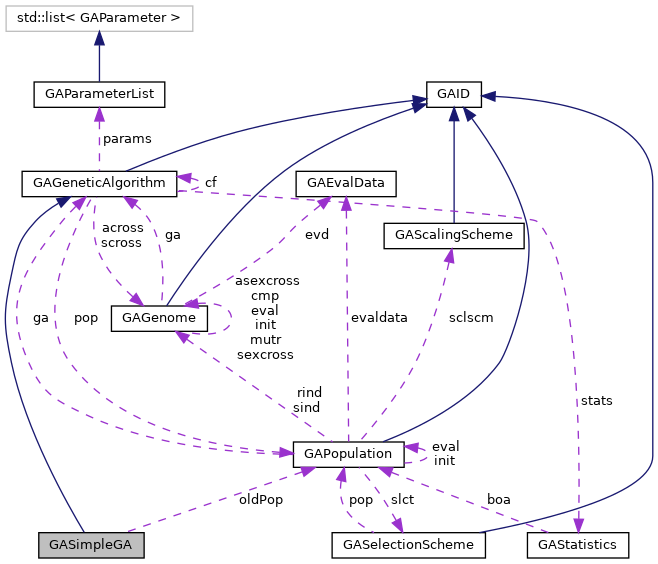 std::list< GAParameter >
GAParameterList
GAID
params
GAGeneticAlgorithm
cf
GAEvalData
across
scross
ga
evd
GAScalingScheme
asexcross
cmp
eval
init
mutr
sexcross
GAGenome
ga
pop
evaldata
sclscm
stats
rind
sind
GAPopulation
eval
init
oldPop
pop
slct
boa
GASimpleGA
GASelectionScheme
GAStatistics